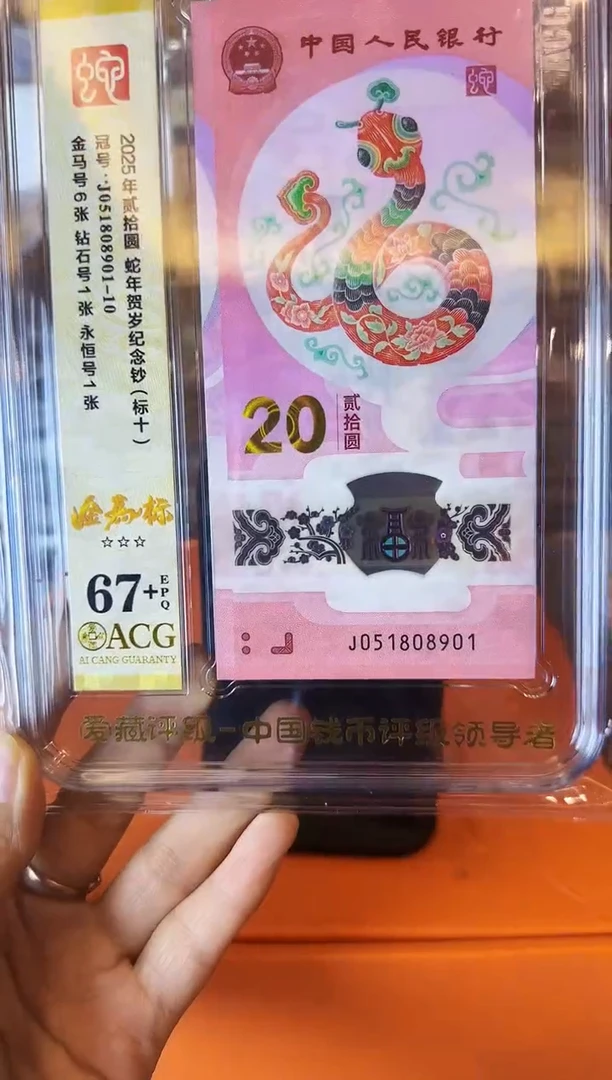 蛇
2025年贰拾圆 蛇年贺岁纪念钞(标十)
冠号:J051808901-10
金马号6张 钻石号1张 永恒号1张
金马标
☆☆☆
67+EPQ
ACG
AI CANG GUARANTY
中国人民银行
蛇
20
贰拾圆
J051808901
爱藏评级-中国钱币评级领导者